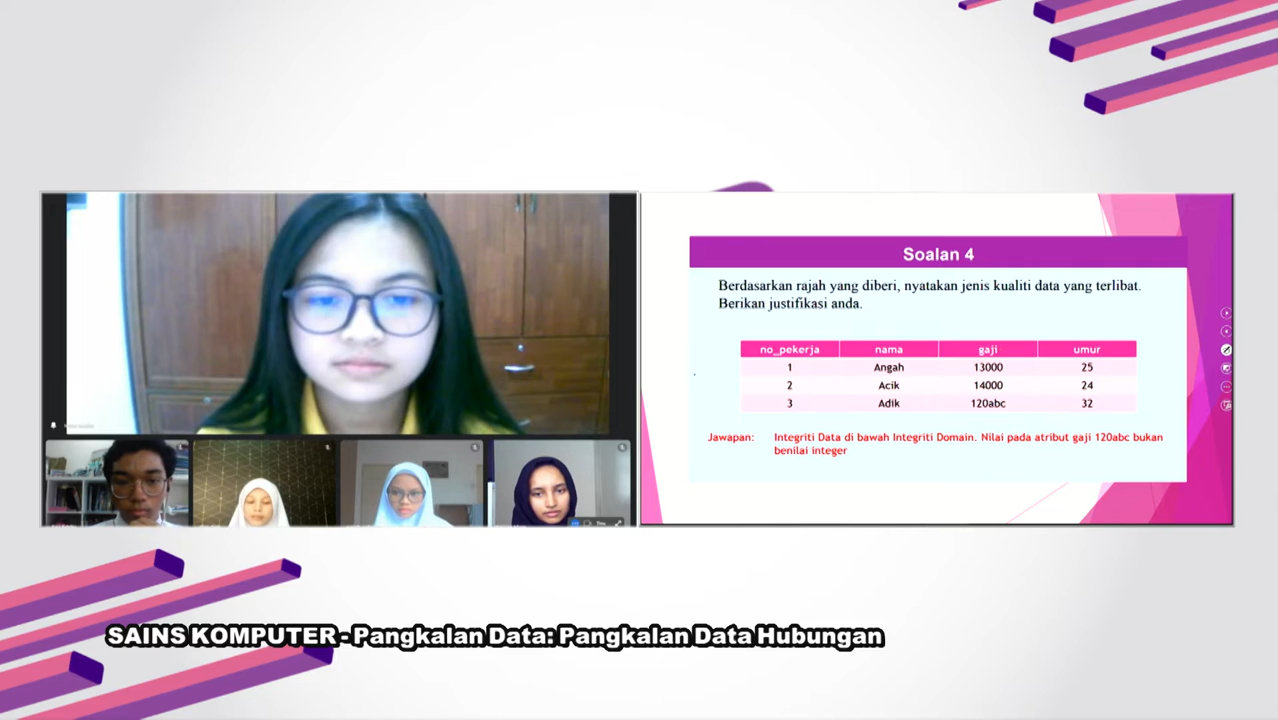 Soalan 4
Berdasarkan rajah yang diberi, nyatakan jenis kualiti data yang terlibat.
Berikan justifikasi anda.
no_pekerja nama gaji umur
1 Angah 13000 25
2 Acik 14000 24
3 Adik 120abc 32
Jawapan: Integriti Data di bawah Integriti Domain. Nilai pada atribut gaji 120abc bukan
benilai integer
SAINS KOMPUTER - Pangkalan Data: Pangkalan Data Hubungan